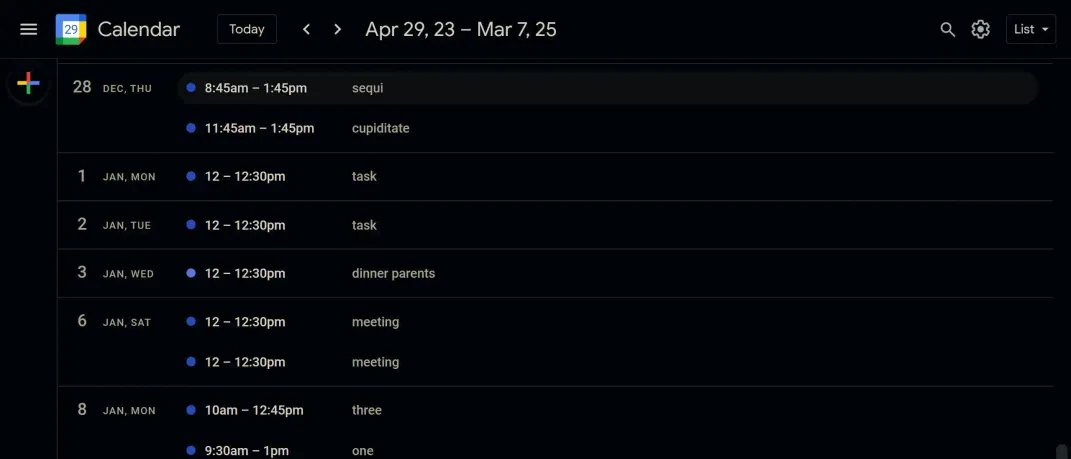 29 Calendar Today Apr 29, 23 – Mar 7, 25 List
28 DEC, THU 8:45am – 1:45pm sequi
11:45am – 1:45pm cupiditate
1 JAN, MON 12 – 12:30pm task
2 JAN, TUE 12 – 12:30pm task
3 JAN, WED 12 – 12:30pm dinner parents
6 JAN, SAT 12 – 12:30pm meeting
12 – 12:30pm meeting
8 JAN, MON 10am – 12:45pm three
9:30am – 1pm one